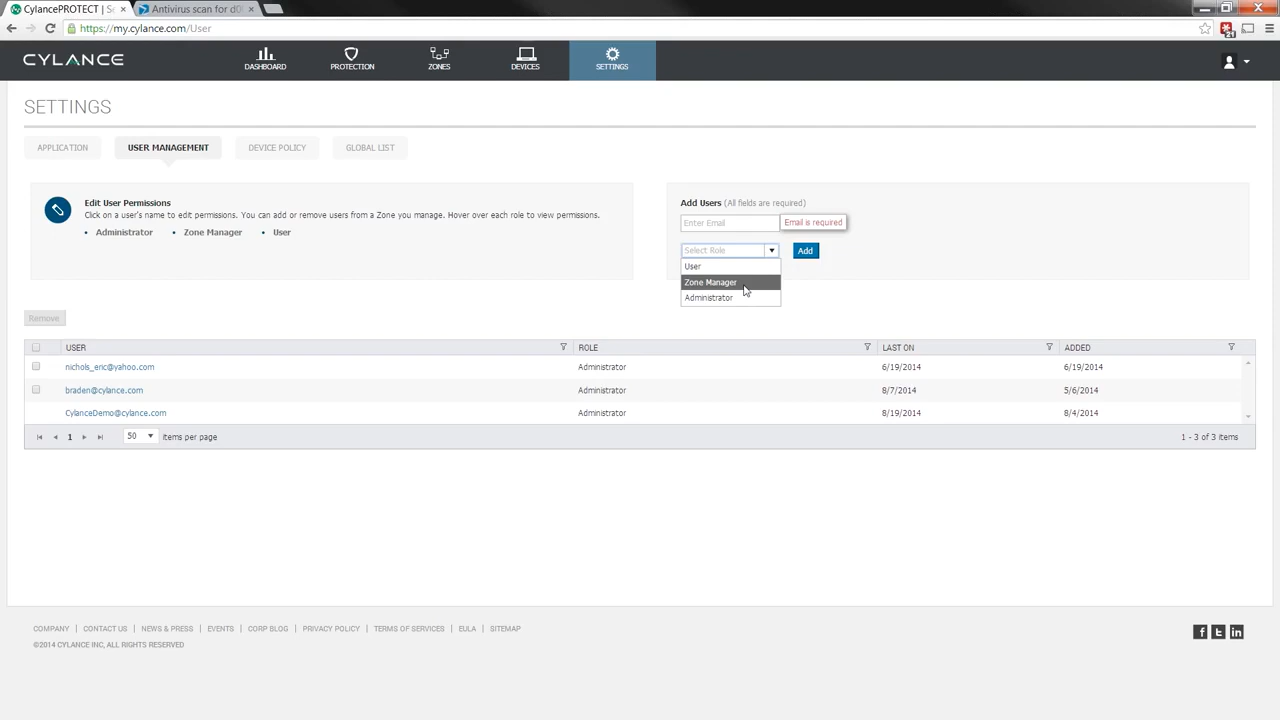 CylancePROTECT | Se
Antivirus scan for d0
https://my.cylance.com/User
21
CYLANCE
DASHBOARD
PROTECTION
ZONES
DEVICES
SETTINGS
SETTINGS
APPLICATION
USER MANAGEMENT
DEVICE POLICY
GLOBAL LIST
Edit User Permissions
Click on a user's name to edit permissions. You can add or remove users from a Zone you manage. Hover over each role to view permissions.
• Administrator • Zone Manager • User
Add Users (All fields are required)
Enter Email
Email is required
Select Role
Add
User
Zone Manager
Administrator
Remove
USER ROLE LAST ON ADDED
nichols_eric@yahoo.com Administrator 6/19/2014 6/19/2014
braden@cylance.com Administrator 8/7/2014 5/6/2014
CylanceDemo@cylance.com Administrator 8/19/2014 8/4/2014
1 50 items per page 1 - 3 of 3 items
COMPANY | CONTACT US | NEWS & PRESS | EVENTS | CORP BLOG | PRIVACY POLICY | TERMS OF SERVICES | EULA | SITEMAP
©2014 CYLANCE INC, ALL RIGHTS RESERVED